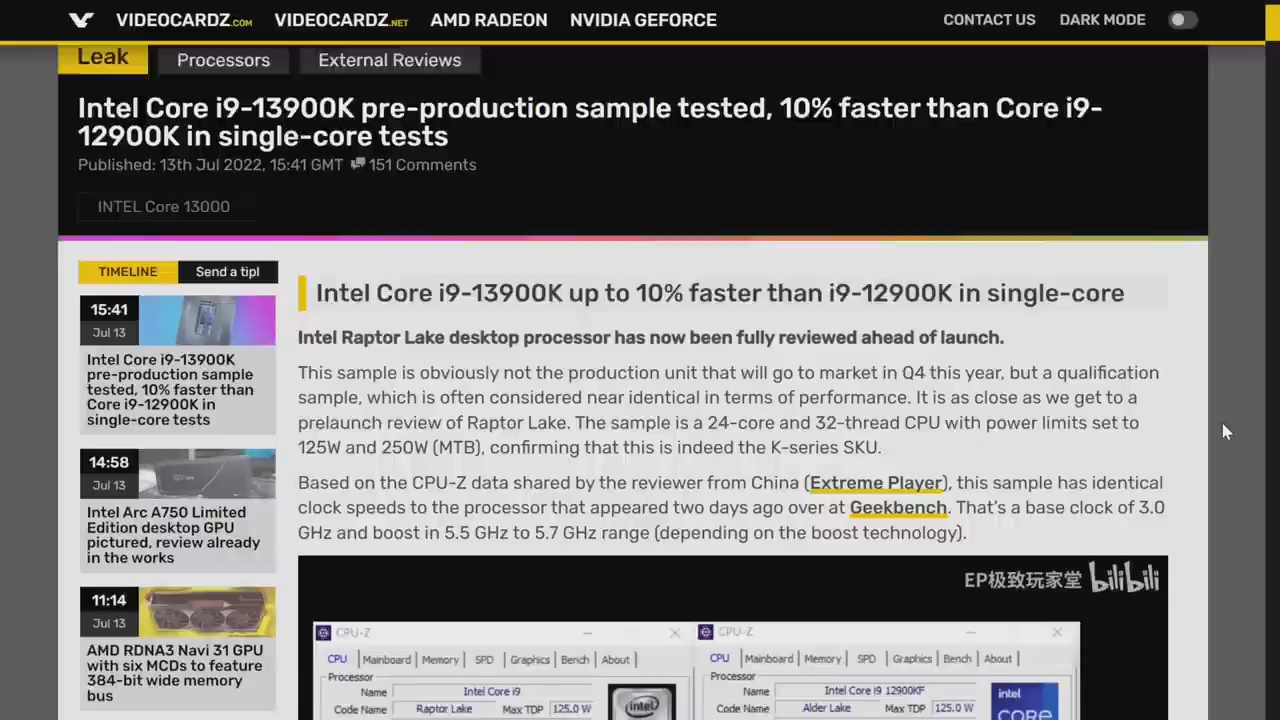 VIDEOCARDZ.COM VIDEOCARDZ.NET AMD RADEON NVIDIA GEFORCE CONTACT US DARK MODE
Leak Processors External Reviews
Intel Core i9-13900K pre-production sample tested, 10% faster than Core i9-
12900K in single-core tests
Published: 13th Jul 2022, 15:41 GMT 151 Comments
INTEL Core 13000
TIMELINE Send a tip!
15:41
Jul 13
Intel Core i9-13900K
pre-production sample
tested, 10% faster than
Core i9-12900K in
single-core tests
14:58
Jul 13
Intel Arc A750 Limited
Edition desktop GPU
pictured, review already
in the works
11:14
Jul 13
AMD RDNA3 Navi 31 GPU
with six MCDs to feature
384-bit wide memory
bus
Intel Core i9-13900K up to 10% faster than i9-12900K in single-core
Intel Raptor Lake desktop processor has now been fully reviewed ahead of launch.
This sample is obviously not the production unit that will go to market in Q4 this year, but a qualification
sample, which is often considered near identical in terms of performance. It is as close as we get to a
prelaunch review of Raptor Lake. The sample is a 24-core and 32-thread CPU with power limits set to
125W and 250W (MTB), confirming that this is indeed the K-series SKU.
Based on the CPU-Z data shared by the reviewer from China (Extreme Player), this sample has identical
clock speeds to the processor that appeared two days ago over at Geekbench. That's a base clock of 3.0
GHz and boost in 5.5 GHz to 5.7 GHz range (depending on the boost technology).
EP极致玩家堂 bilibili
CPU-Z
CPU Mainboard Memory SPD Graphics Bench About
Processor
Name Intel Core i9
Code Name Raptor Lake Max TDP 125.0 W
intel
CPU-Z
CPU Mainboard Memory SPD Graphics Bench About
Processor
Name Intel Core i9 12900KF
Code Name Alder Lake Max TDP 125.0 W
intel
CORE